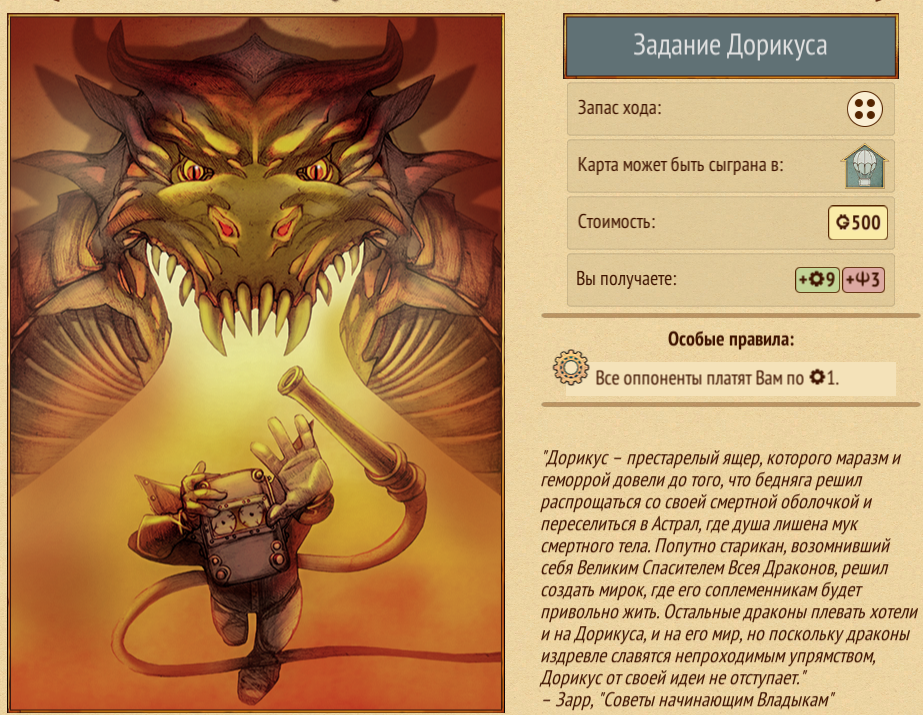 Задание Дорикуса
Запас хода:
Карта может быть сыграна в:
Стоимость:
500
Вы получаете:
+9 +3
Особые правила:
Все оппоненты платят Вам по 1.
"Дорикус – престарелый ящер, которого маразм и
геморрой довели до того, что бедняга решил
распрощаться со своей смертной оболочкой и
переселиться в Астрал, где душа лишена мук
смертного тела. Попутно старикан, возомнивший
себя Великим Спасителем Всея Драконов, решил
создать мирок, где его соплеменникам будет
привольно жить. Остальные драконы плевать хотели
и на Дорикуса, и на его мир, но поскольку драконы
издревле славятся непроходимым упрямством,
Дорикус от своей идеи не отступает."
– Зарр, "Советы начинающим Владыкам"